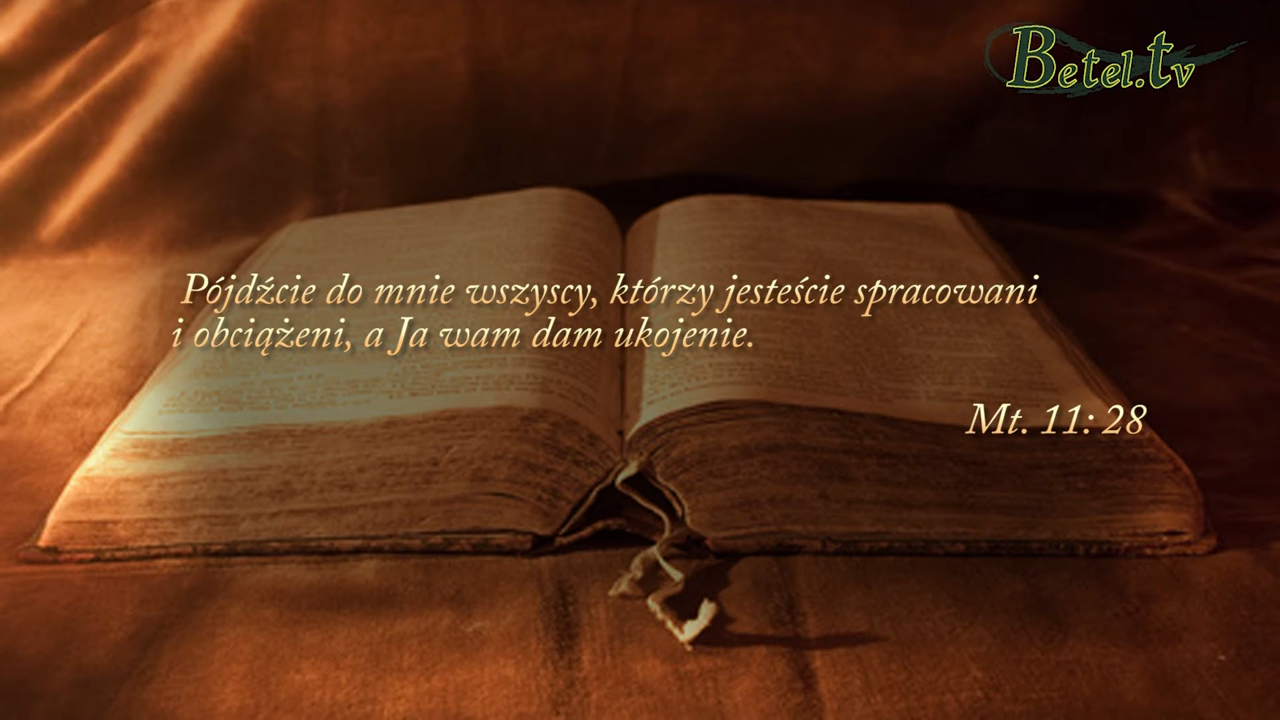 Betel.tv
Pójdźcie do mnie wszyscy, którzy jesteście spracowani
i obciążeni, a Ja wam dam ukojenie.
Mt. 11: 28